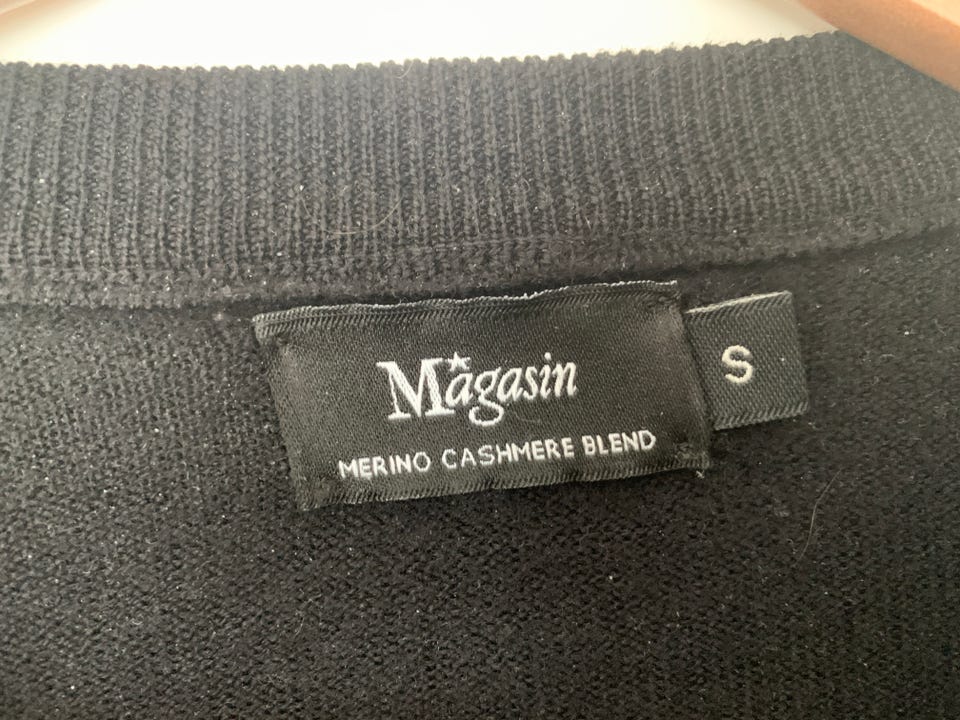 Magasin
MERINO CASHMERE BLEND
S